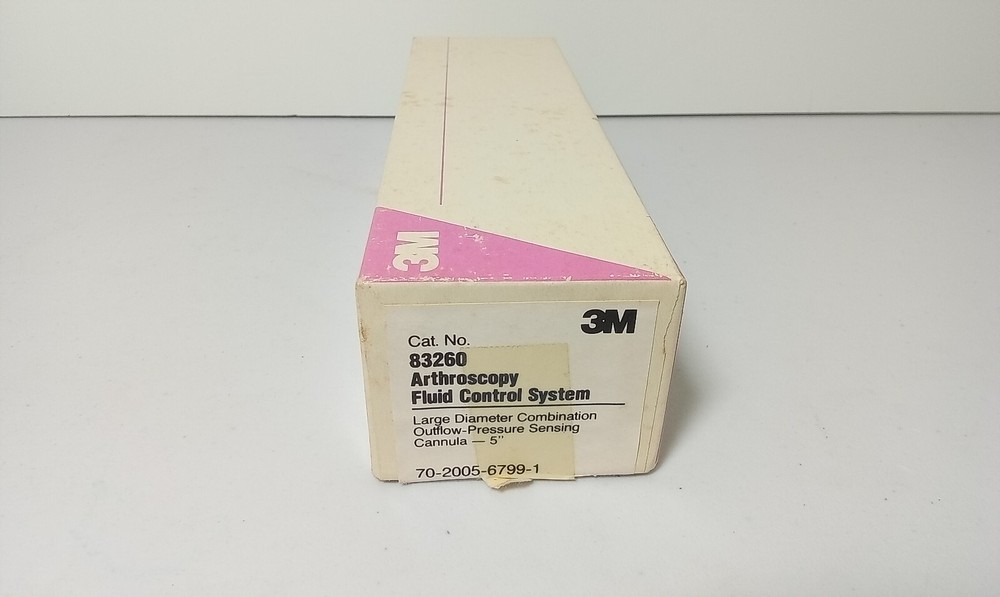 3M
3M
Cat. No.
83260
Arthroscopy
Fluid Control System
Large Diameter Combination
Outflow-Pressure Sensing
Cannula — 5"
70-2005-6799-1